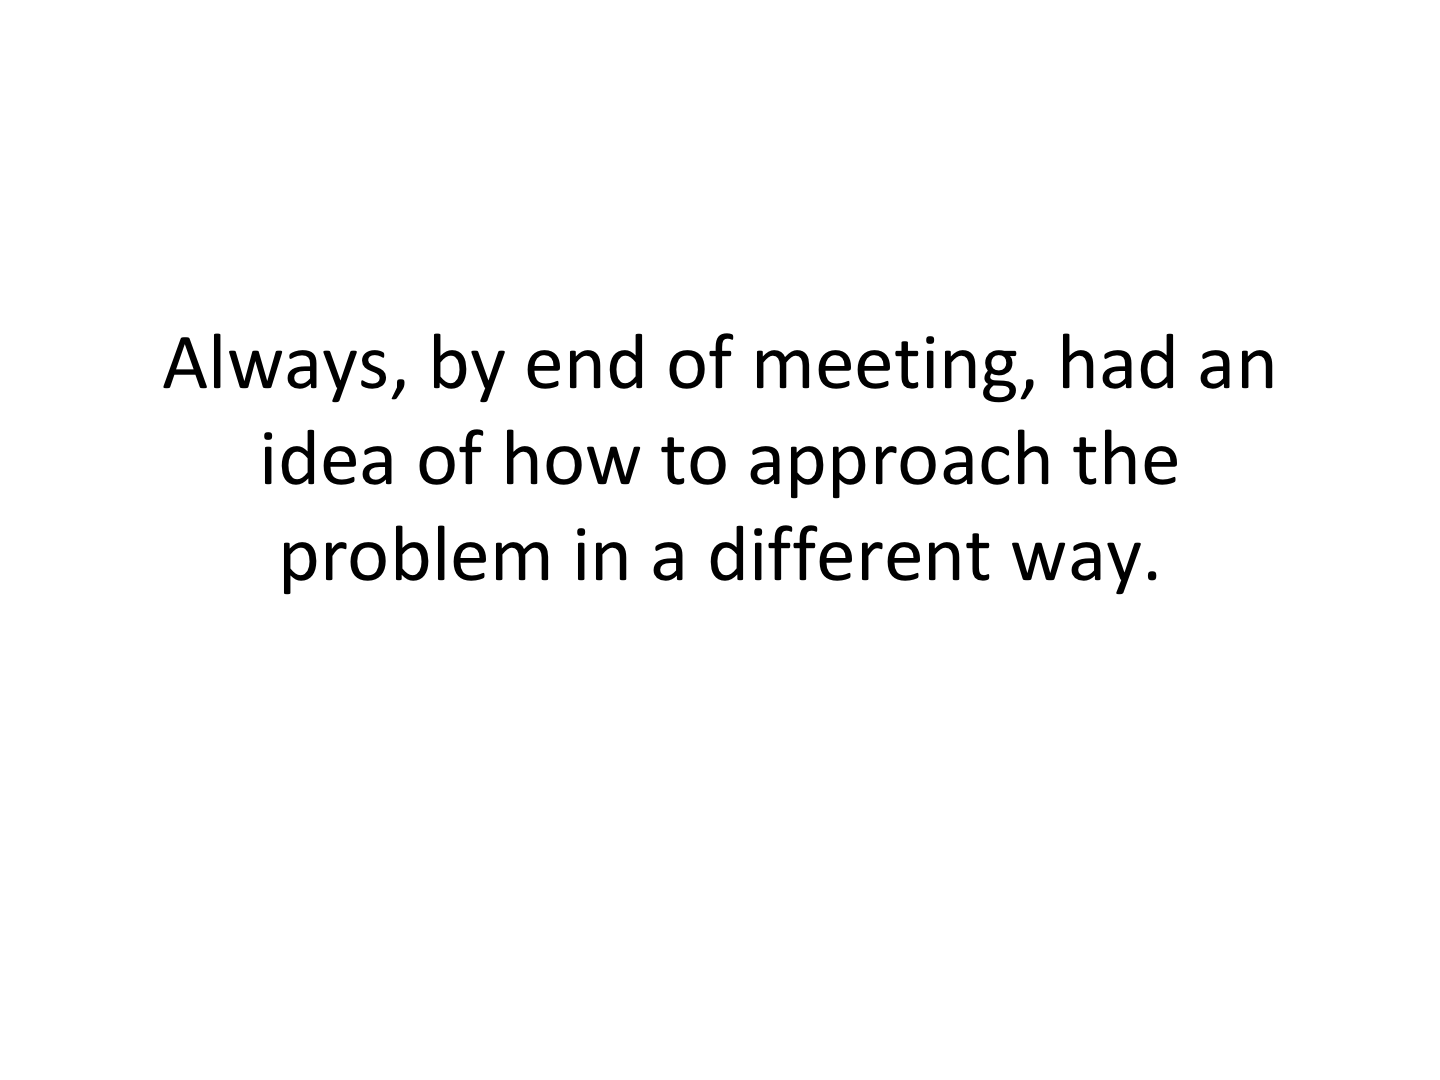 Always, by end of meeting, had an
idea of how to approach the
problem in a different way.